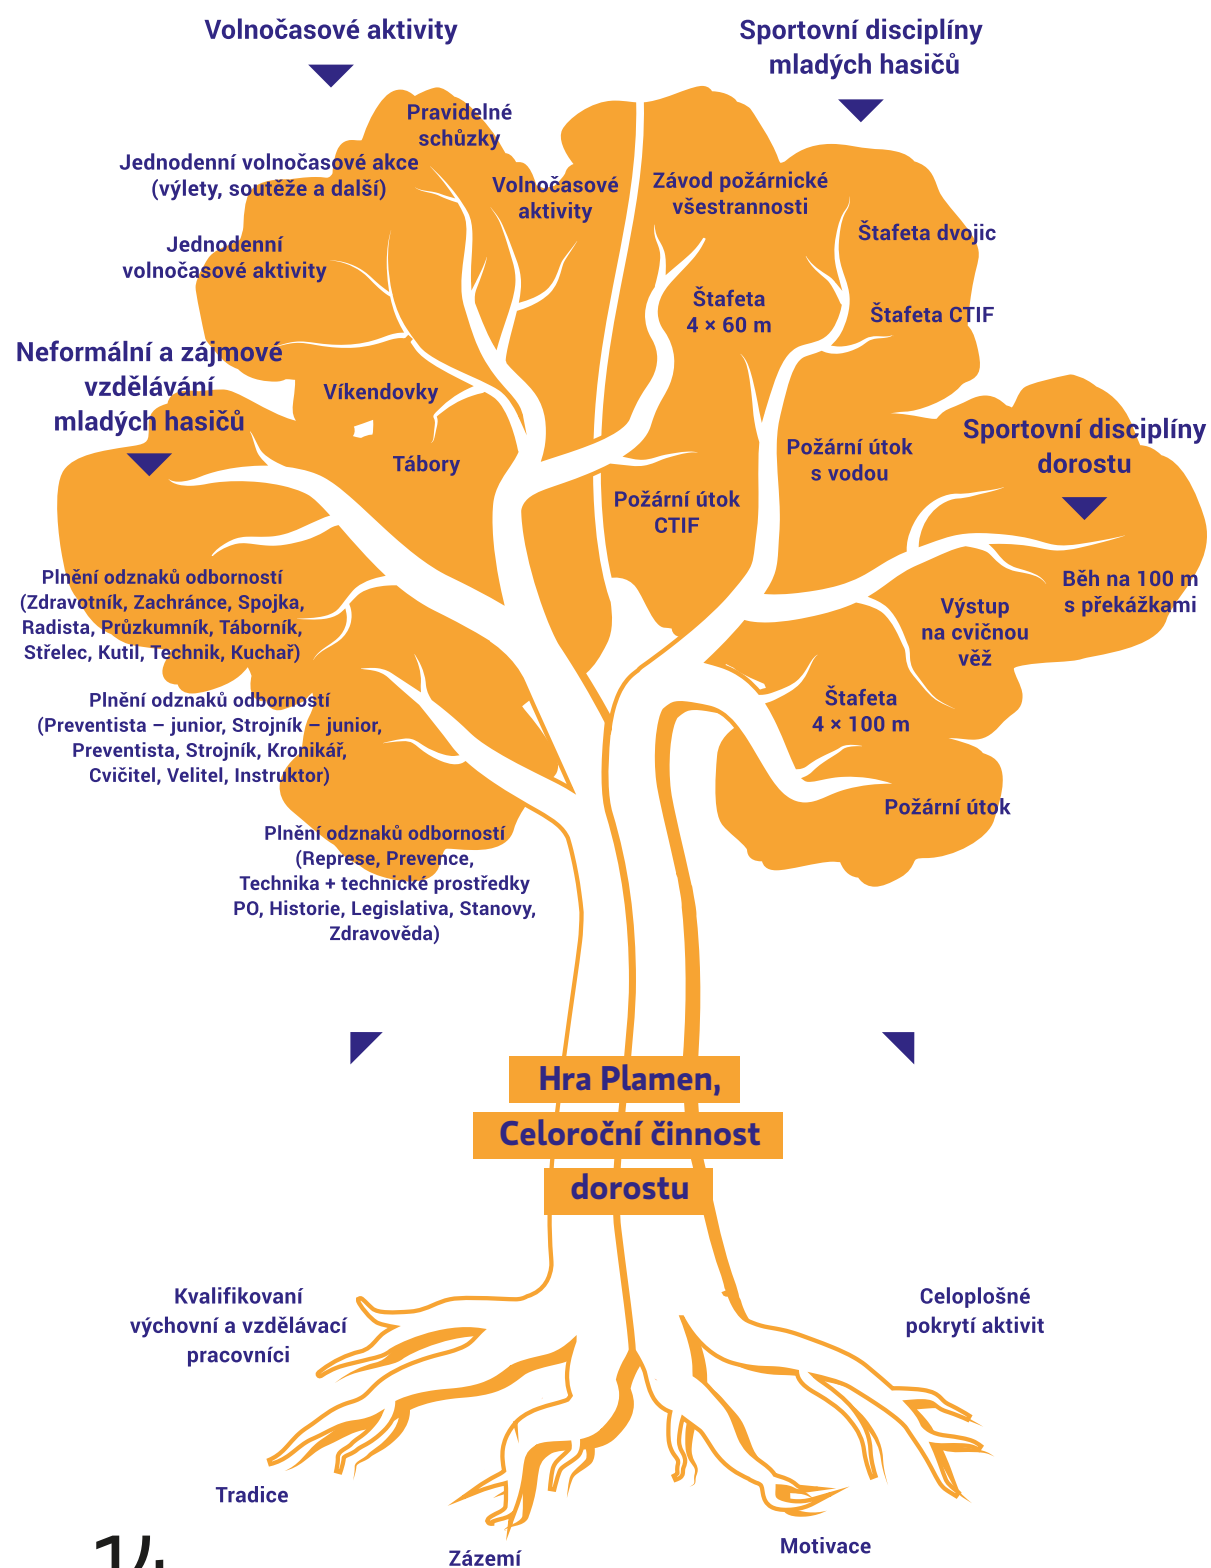 Volnočasové aktivity
Sportovní disciplíny
mladých hasičů
Pravidelné
schůzky
Jednodenní volnočasové akce
(výlety, soutěže a další)
Volnočasové
aktivity
Závod požárnické
všestrannosti
Štafeta dvojic
Jednodenní
volnočasové aktivity
Štafeta
4 × 60 m
Štafeta CTIF
Neformální a zájmové
vzdělávání
mladých hasičů
Víkendovky
Tábory
Požární útok
s vodou
Sportovní disciplíny
dorostu
Požární útok
CTIF
Plnění odznaků odborností
(Zdravotník, Zachránce, Spojka,
Radista, Průzkumník, Táborník,
Střelec, Kutil, Technik, Kuchař)
Běh na 100 m
s překážkami
Výstup
na cvičnou
věž
Plnění odznaků odborností
(Preventista – junior, Strojník – junior,
Preventista, Strojník, Kronikář,
Cvičitel, Velitel, Instruktor)
Štafeta
4 × 100 m
Požární útok
Plnění odznaků odborností
(Represe, Prevence,
Technika + technické prostředky
PO, Historie, Legislativa, Stanovy,
Zdravověda)
Hra Plamen,
Celoroční činnost
dorostu
Kvalifikovaní
výchovní a vzdělávací
pracovníci
Celoplošné
pokrytí aktivit
Tradice
Zázemí
Motivace
14